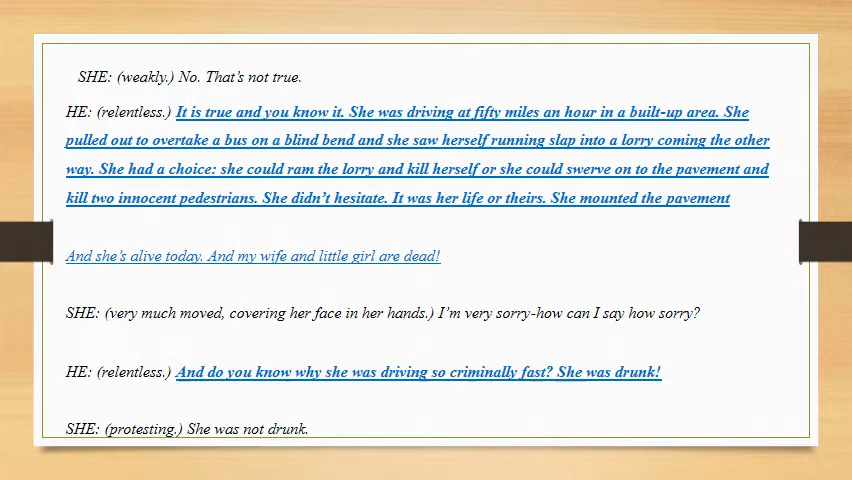 SHE: (weakly.) No. That's not true.
HE: (relentless.) It is true and you know it. She was driving at fifty miles an hour in a built-up area. She
pulled out to overtake a bus on a blind bend and she saw herself running slap into a lorry coming the other
way. She had a choice: she could ram the lorry and kill herself or she could swerve on to the pavement and
kill two innocent pedestrians. She didn't hesitate. It was her life or theirs. She mounted the pavement
And she's alive today. And my wife and little girl are dead!
SHE: (very much moved, covering her face in her hands.) I'm very sorry-how can I say how sorry?
HE: (relentless.) And do you know why she was driving so criminally fast? She was drunk!
SHE: (protesting.) She was not drunk.